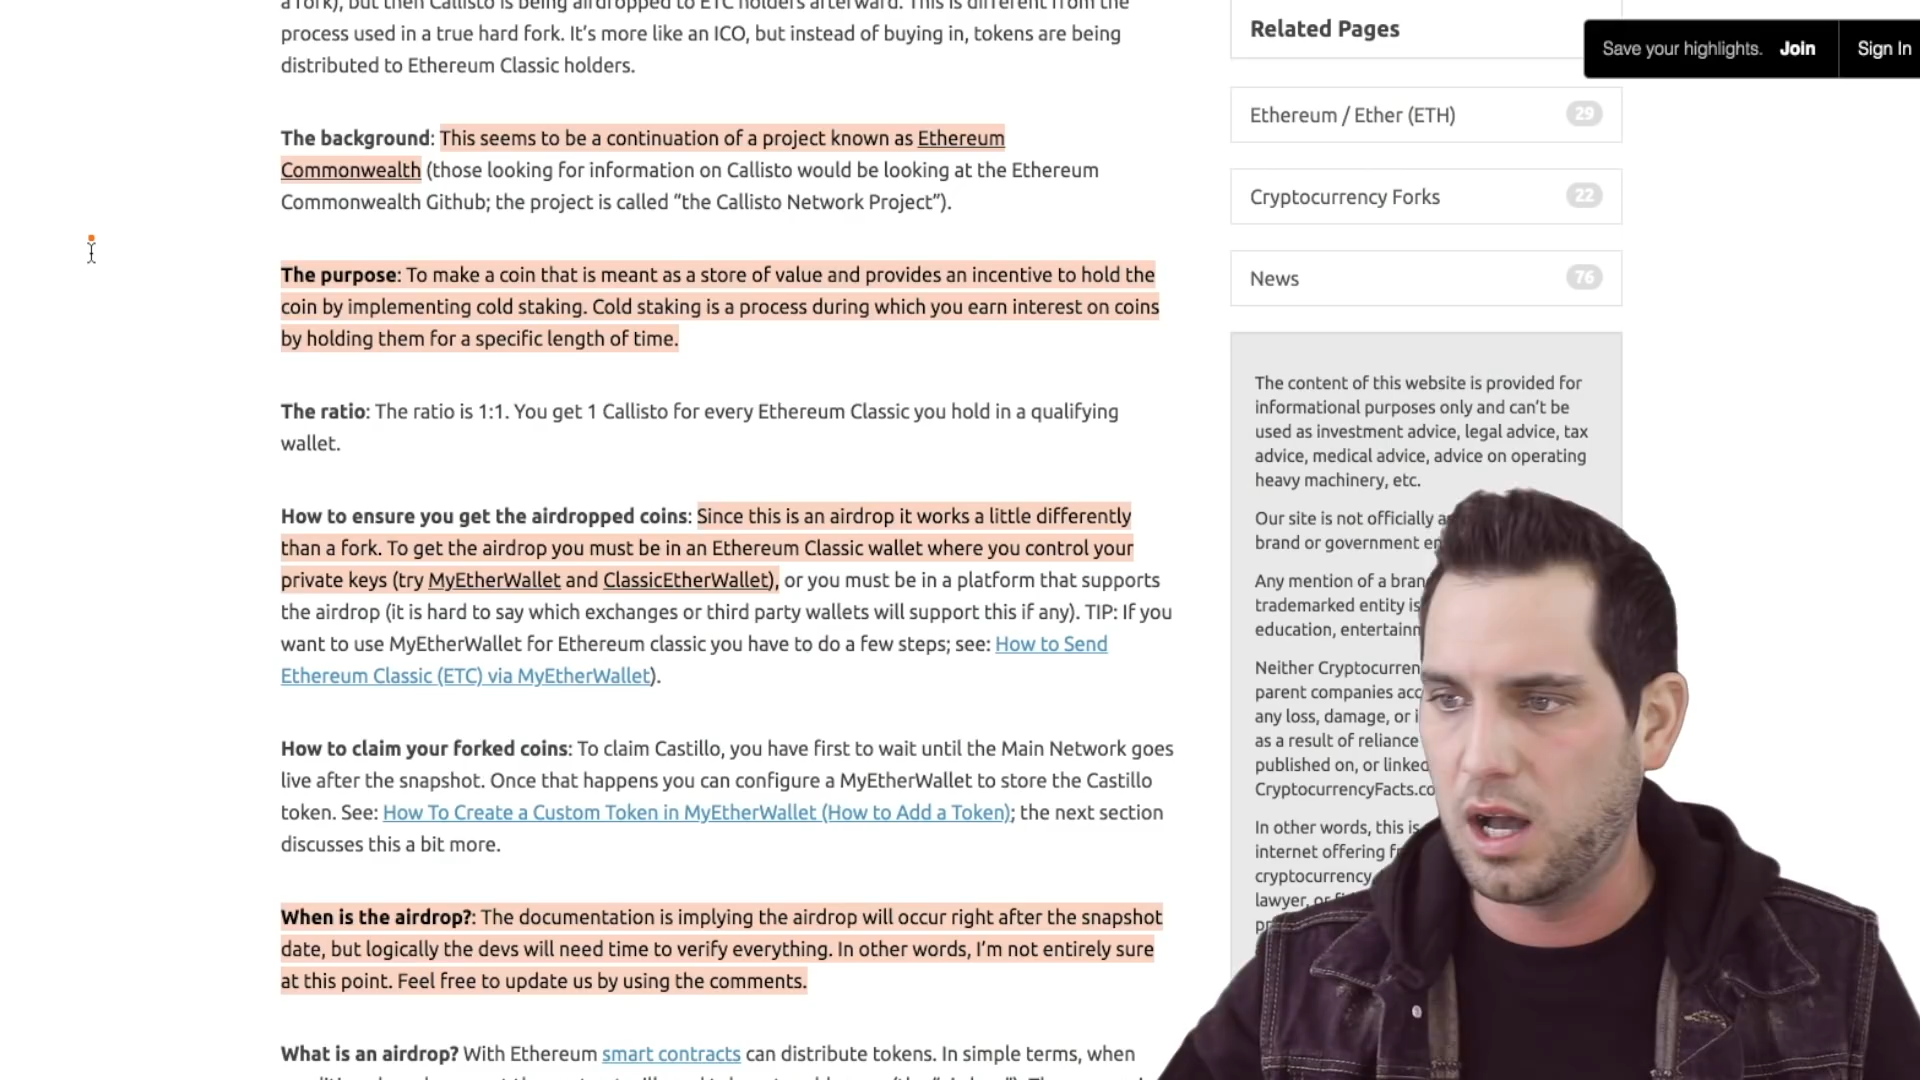 a fork), but then Callisto is being airdropped to ETC holders afterward. This is different from the
process used in a true hard fork. It’s more like an ICO, but instead of buying in, tokens are being
distributed to Ethereum Classic holders.
The background: This seems to be a continuation of a project known as Ethereum
Commonwealth (those looking for information on Callisto would be looking at the Ethereum
Commonwealth Github; the project is called “the Callisto Network Project”).
The purpose: To make a coin that is meant as a store of value and provides an incentive to hold the
coin by implementing cold staking. Cold staking is a process during which you earn interest on coins
by holding them for a specific length of time.
The ratio: The ratio is 1:1. You get 1 Callisto for every Ethereum Classic you hold in a qualifying
wallet.
How to ensure you get the airdropped coins: Since this is an airdrop it works a little differently
than a fork. To get the airdrop you must be in an Ethereum Classic wallet where you control your
private keys (try MyEtherWallet and ClassicEtherWallet), or you must be in a platform that supports
the airdrop (it is hard to say which exchanges or third party wallets will support this if any). TIP: If you
want to use MyEtherWallet for Ethereum classic you have to do a few steps; see: How to Send
Ethereum Classic (ETC) via MyEtherWallet).
How to claim your forked coins: To claim Castillo, you have first to wait until the Main Network goes
live after the snapshot. Once that happens you can configure a MyEtherWallet to store the Castillo
token. See: How To Create a Custom Token in MyEtherWallet (How to Add a Token); the next section
discusses this a bit more.
When is the airdrop?: The documentation is implying the airdrop will occur right after the snapshot
date, but logically the devs will need time to verify everything. In other words, I’m not entirely sure
at this point. Feel free to update us by using the comments.
What is an airdrop? With Ethereum smart contracts can distribute tokens. In simple terms, when
Related Pages
Save your highlights. Join Sign In
Ethereum / Ether (ETH) 29
Cryptocurrency Forks 22
News 76
The content of this website is provided for
informational purposes only and can’t be
used as investment advice, legal advice, tax
advice, medical advice, advice on operating
heavy machinery, etc.
Our site is not officially
brand or government
Any mention of a
trademarked entity is
education,
Neither
parent companies
any loss, damage, or
as a result of reliance
published on, or
CryptocurrencyFacts.co
In other words, this is
internet offering
cryptocurrency
lawyer, or